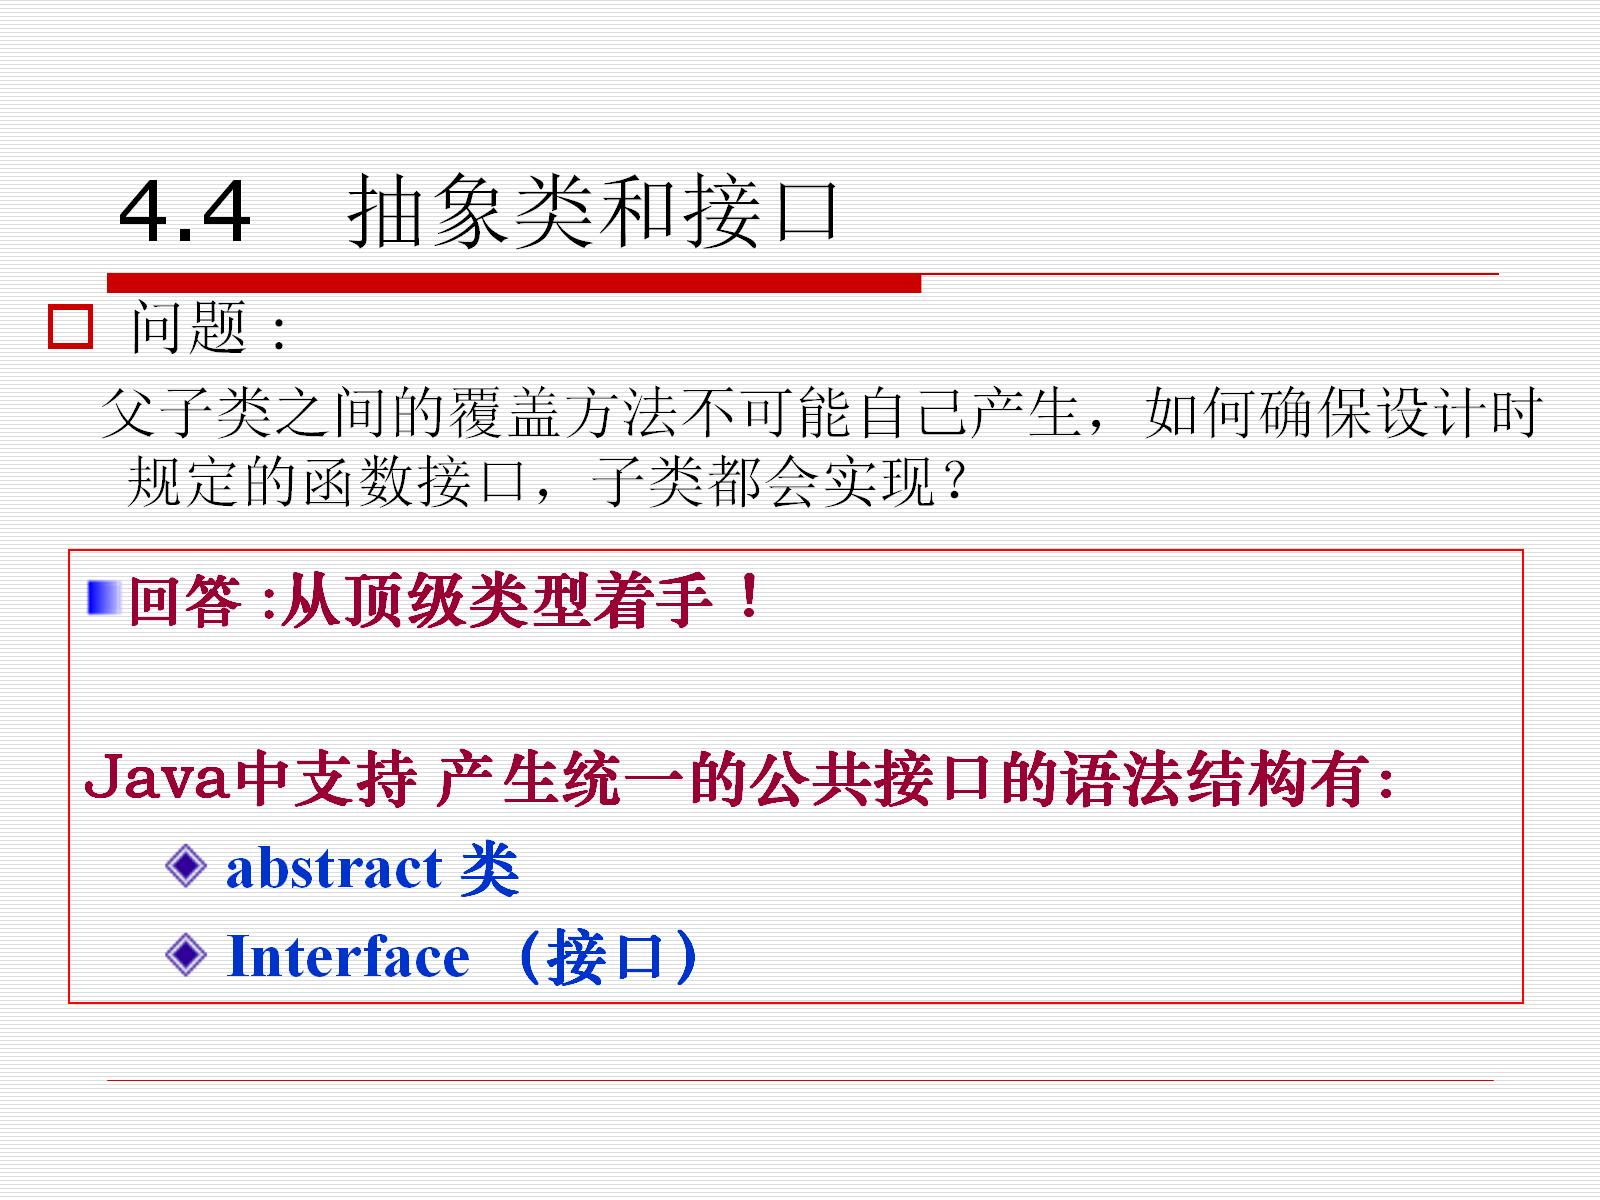 4.4 抽象类和接口
问题：
父子类之间的覆盖方法不可能自己产生，如何确保设计时
规定的函数接口，子类都会实现？
回答：从顶级类型着手！
Java中支持 产生统一的公共接口的语法结构有：
abstract 类
Interface （接口）